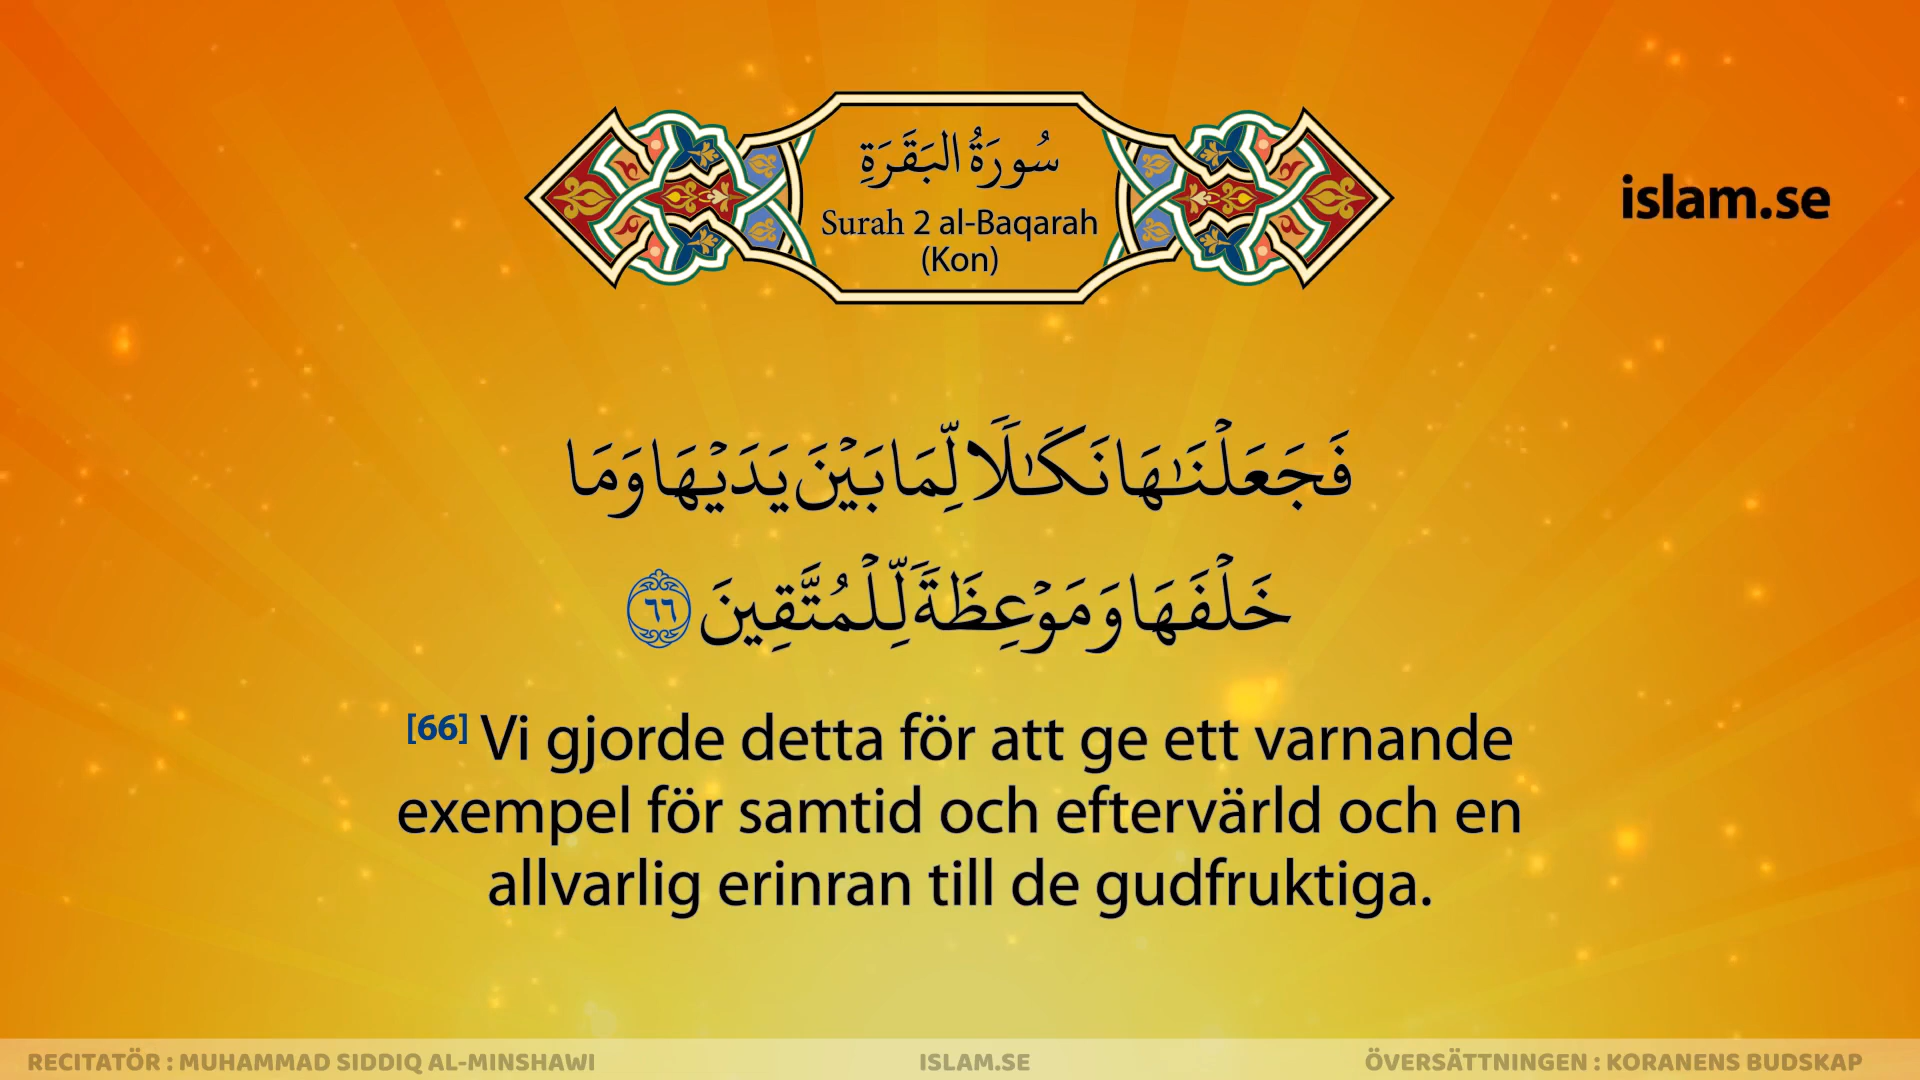 سُورَةُ البَقَرَةِ
Surah 2 al-Baqarah
(Kon)
islam.se
فَجَعَلْنَٰهَا نَكَٰلًا لِّمَا بَيْنَ يَدَيْهَا وَمَا
خَلْفَهَا وَمَوْعِظَةً لِّلْمُتَّقِينَ ٦٦
[66] Vi gjorde detta för att ge ett varnande
exempel för samtid och eftervärld och en
allvarlig erinran till de gudfruktiga.
RECITATÖR : MUHAMMAD SIDDIQ AL-MINSHAWI
ISLAM.SE
ÖVERSÄTTNINGEN : KORANENS BUDSKAP